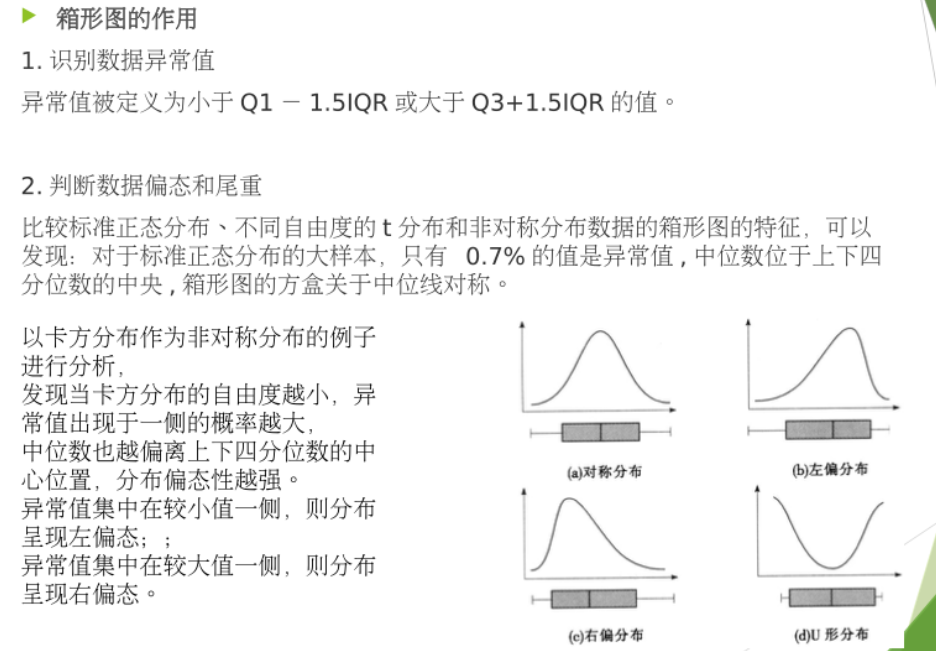 箱形图的作用
1. 识别数据异常值
异常值被定义为小于 Q1 － 1.5IQR 或大于 Q3+1.5IQR 的值。
2. 判断数据偏态和尾重
比较标准正态分布、不同自由度的 t 分布和非对称分布数据的箱形图的特征，可以
发现：对于标准正态分布的大样本，只有 0.7% 的值是异常值 , 中位数位于上下四
分位数的中央 , 箱形图的方盒关于中位线对称。
以卡方分布作为非对称分布的例子
进行分析，
发现当卡方分布的自由度越小，异
常值出现于一侧的概率越大，
中位数也越偏离上下四分位数的中
心位置，分布偏态性越强。
异常值集中在较小值一侧，则分布
呈现左偏态；;
异常值集中在较大值一侧，则分布
呈现右偏态。
(a)对称分布
(b)左偏分布
(c)右偏分布
(d)U 形分布